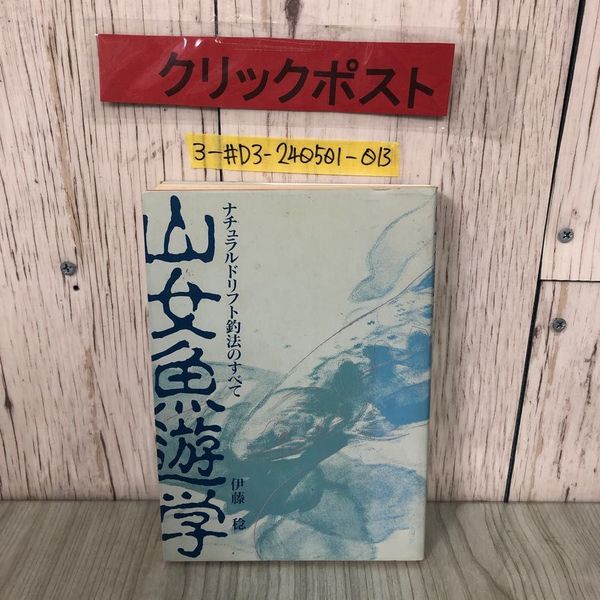 クリックポスト
3-#D3-240501-013
山女魚遊学
ナチュラルドリフト釣法のすべて
伊藤 稔